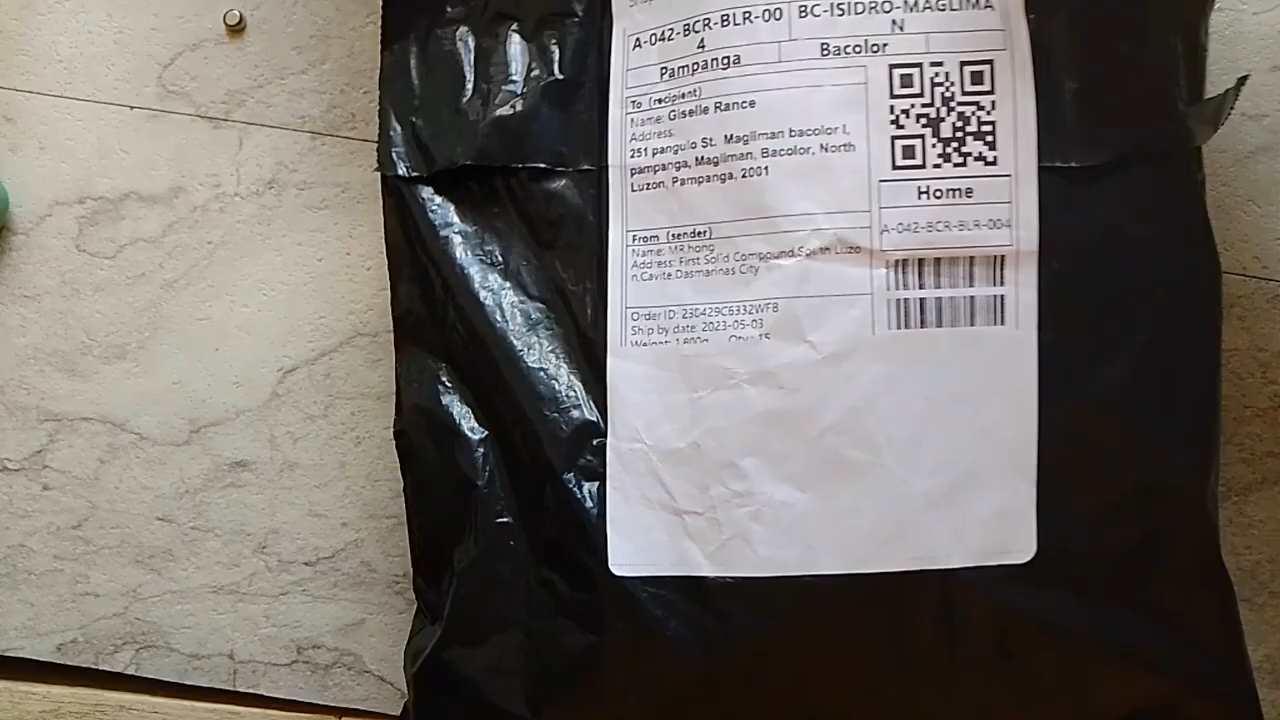 A-042-BCR-BLR-00
4
BC-ISIDRO-MAGLIMA
N
Pampanga
Bacolor
To (recipient)
Name: Giselle Rance
Address:
251 pangulo St. Magliman bacolor I,
pampanga, Magliman, Bacolor, North
Luzon, Pampanga, 2001
Home
A-042-BCR-BLR-004
From (sender)
Name: MR.hong
Address: First Solid Compound,South Luzo
n,Cavite,Dasmarinas City
Order ID: 230429C6332WFB
Ship by date: 2023-05-03